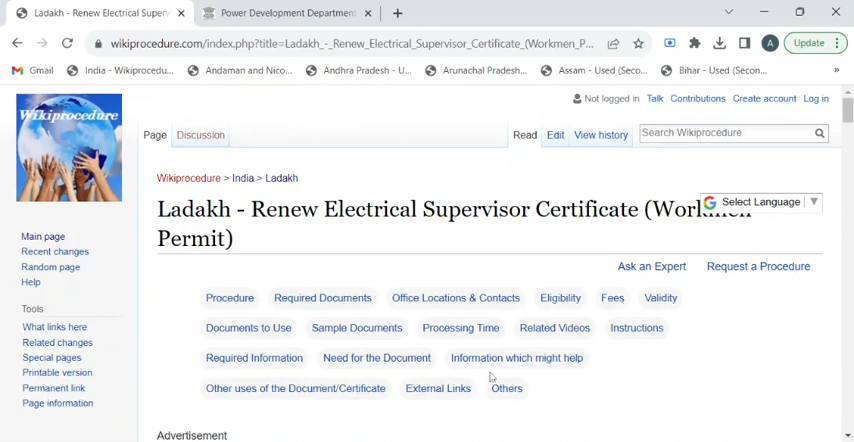 Ladakh - Renew Electrical Superv
Power Development Department
wikiprocedure.com/index.php?title=Ladakh_-_Renew_Electrical_Supervisor_Certificate_(Workmen_P...
A
Update
Gmail
India - Wikiprocedu...
Andaman and Nico...
Andhra Pradesh - U...
Arunachal Pradesh...
Assam - Used (Seco...
Bihar - Used (Secon...
»
Wikiprocedure
Not logged in Talk Contributions Create account Log in
Page Discussion Read Edit View history Search Wikiprocedure
Wikiprocedure > India > Ladakh
Ladakh - Renew Electrical Supervisor Certificate (Workmen
Permit)
G Select Language ▼
Ask an Expert Request a Procedure
Main page
Recent changes
Random page
Help
Tools
What links here
Related changes
Special pages
Printable version
Permanent link
Page information
Procedure Required Documents Office Locations & Contacts Eligibility Fees Validity
Documents to Use Sample Documents Processing Time Related Videos Instructions
Required Information Need for the Document Information which might help
Other uses of the Document/Certificate External Links Others
Advertisement